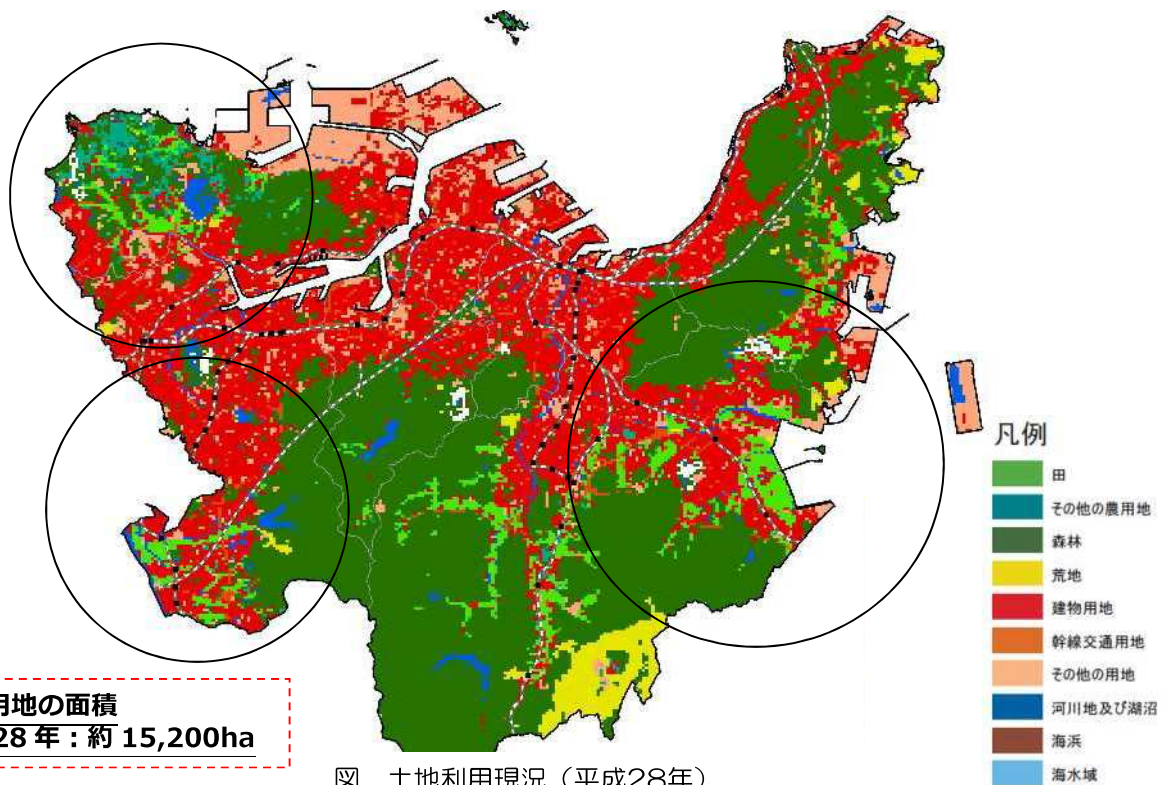 凡例
田
その他の農用地
森林
荒地
建物用地
幹線交通用地
その他の用地
河川地及び湖沼
海浜
海水域
用地の面積
28 年：約 15,200ha
図 土地利用現況（平成28年）